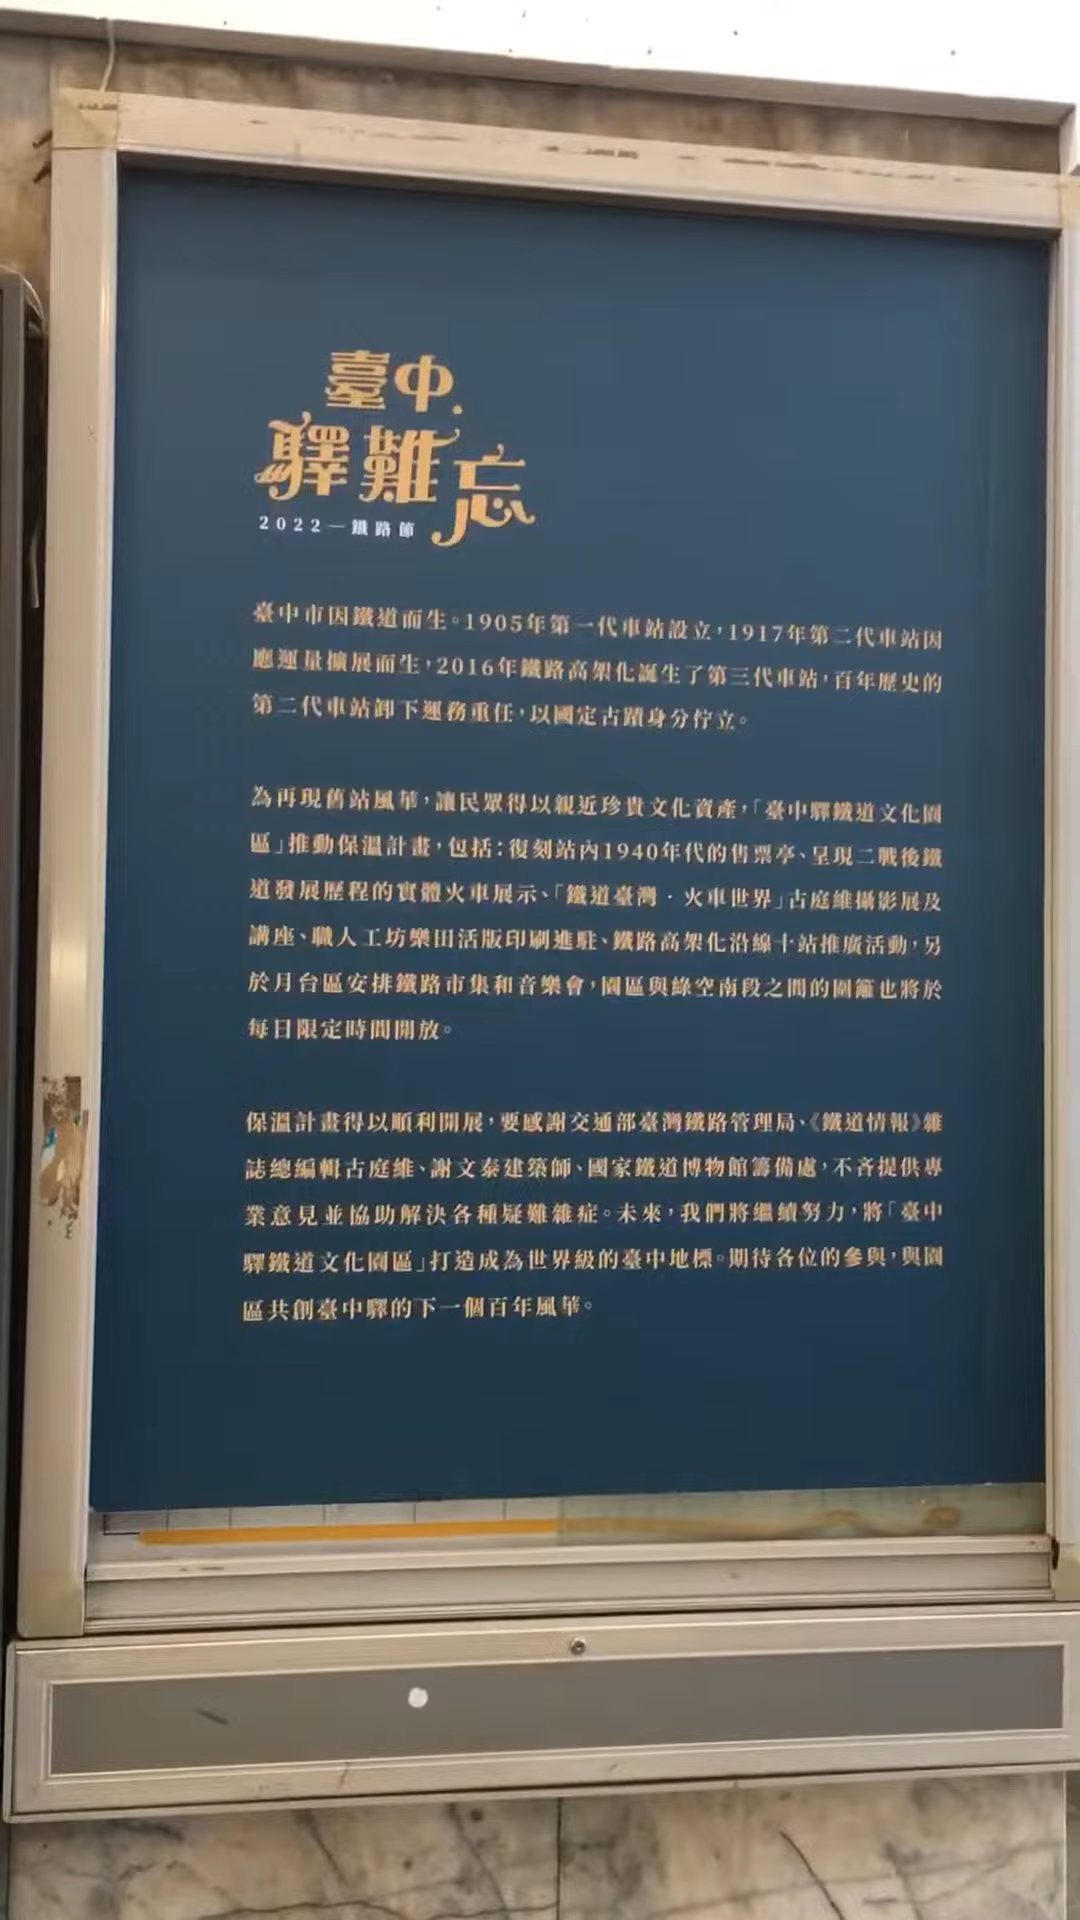 臺中
驛難忘
2022—鐵路節
臺中市因鐵道而生。1905年第一代車站設立,1917年第二代車站因
應運量擴展而生,2016年鐵路高架化誕生了第三代車站,百年歷史的
第二代車站卸下運務重任,以國定古蹟身分佇立。
為再現舊站風華,讓民眾得以親近珍貴文化資產,「臺中驛鐵道文化園
區」推動保溫計畫,包括:復刻站內1940年代的售票亭、呈現二戰後鐵
道發展歷程的實體火車展示、「鐵道臺灣·火車世界」古庭維攝影展及
講座、職人工坊樂田活版印刷進駐、鐵路高架化沿線十站推廣活動,另
於月台區安排鐵路市集和音樂會,園區與綠空南段之間的圍籬也將於
每日限定時間開放。
保溫計畫得以順利開展,要感謝交通部臺灣鐵路管理局、《鐵道情報》雜
誌總編輯古庭維、謝文泰建築師、國家鐵道博物館籌備處,不吝提供專
業意見並協助解決各種疑難雜症。未來,我們將繼續努力,將「臺中
驛鐵道文化園區」打造成為世界級的臺中地標。期待各位的參與,與園
區共創臺中驛的下一個百年風華。